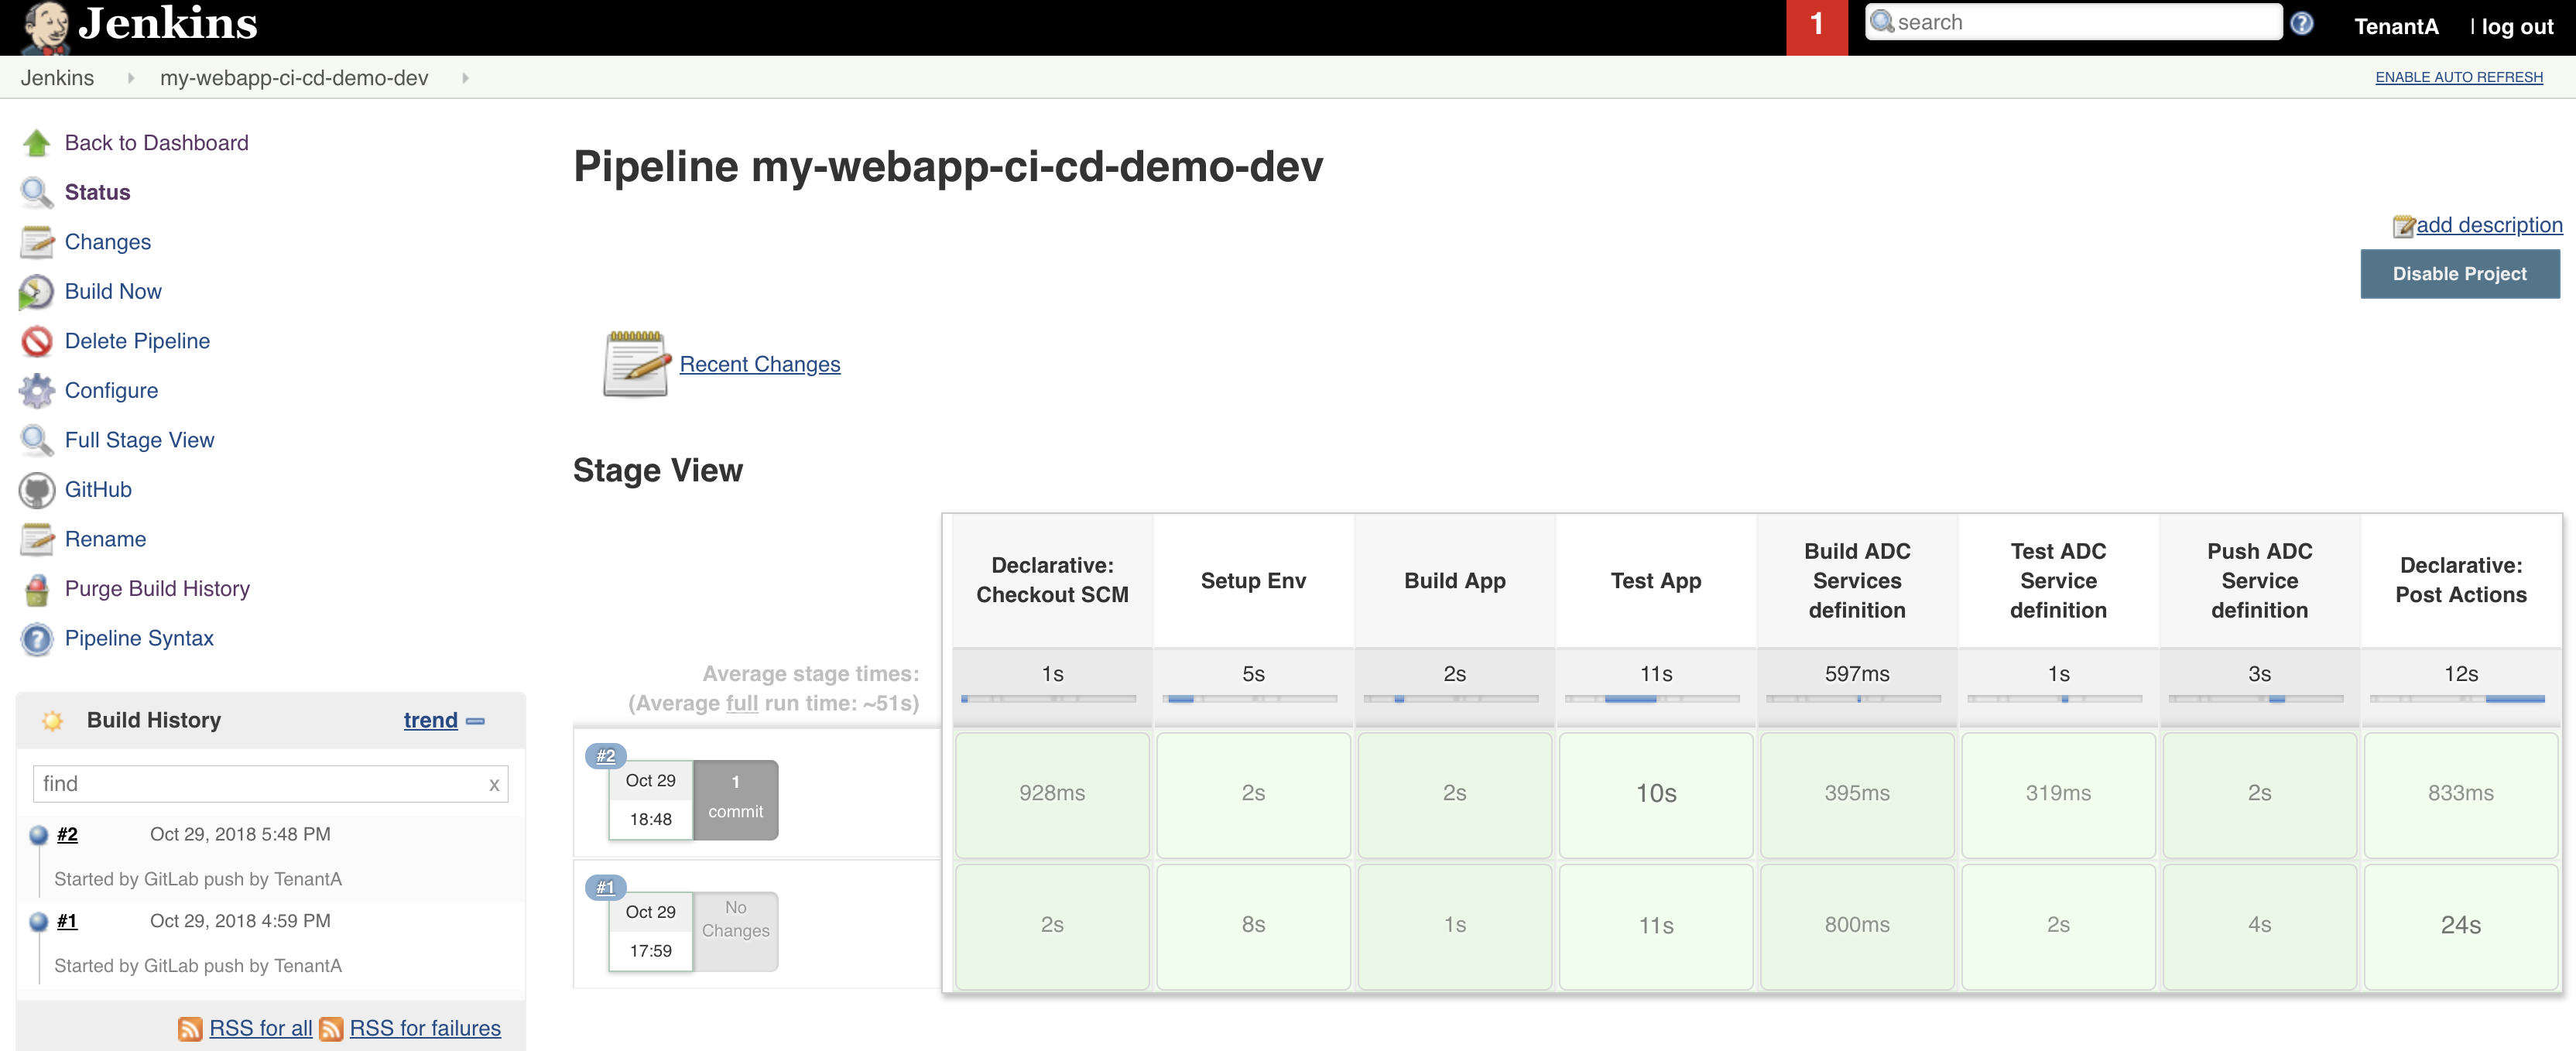 Jenkins
1
search
TenantA | log out
Jenkins my-webapp-ci-cd-demo-dev
ENABLE AUTO REFRESH
Back to Dashboard
Status
Changes
Build Now
Delete Pipeline
Configure
Full Stage View
GitHub
Rename
Purge Build History
Pipeline Syntax
Build History trend
find x
#2 Oct 29, 2018 5:48 PM
Started by GitLab push by TenantA
#1 Oct 29, 2018 4:59 PM
Started by GitLab push by TenantA
RSS for all RSS for failures
Pipeline my-webapp-ci-cd-demo-dev
add description
Disable Project
Recent Changes
Stage View
Declarative:
Checkout SCM
Setup Env
Build App
Test App
Build ADC
Services
definition
Test ADC
Service
definition
Push ADC
Service
definition
Declarative:
Post Actions
Average stage times:
(Average full run time: ~51s)
1s 5s 2s 11s 597ms 1s 3s 12s
#2
Oct 29
18:48
1
commit
928ms 2s 2s 10s 395ms 319ms 2s 833ms
#1
Oct 29
17:59
No
Changes
2s 8s 1s 11s 800ms 2s 4s 24s